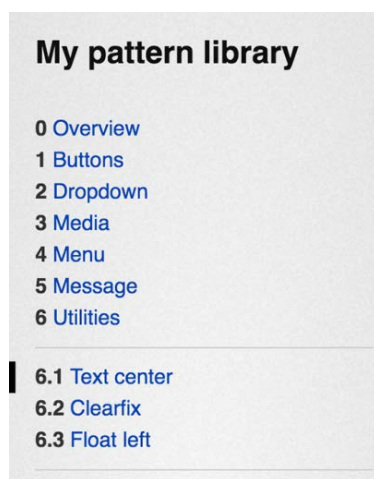 My pattern library
0 Overview
1 Buttons
2 Dropdown
3 Media
4 Menu
5 Message
6 Utilities
6.1 Text center
6.2 Clearfix
6.3 Float left